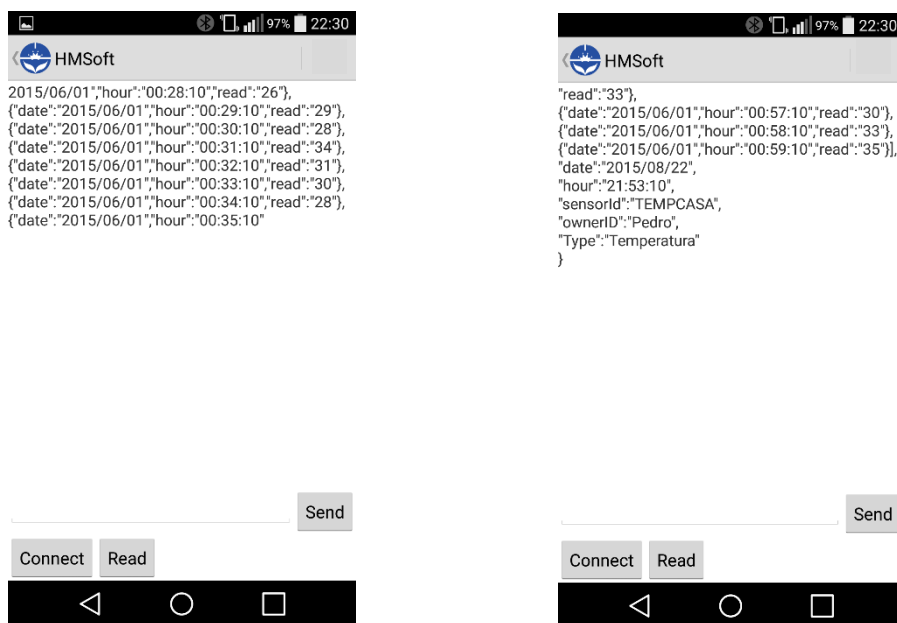 97% 22:30
HMSoft
2015/06/01","hour":"00:28:10","read":"26"},
{"date":"2015/06/01","hour":"00:29:10","read":"29"},
{"date":"2015/06/01","hour":"00:30:10","read":"28"},
{"date":"2015/06/01","hour":"00:31:10","read":"34"},
{"date":"2015/06/01","hour":"00:32:10","read":"31"},
{"date":"2015/06/01","hour":"00:33:10","read":"30"},
{"date":"2015/06/01","hour":"00:34:10","read":"28"},
{"date":"2015/06/01","hour":"00:35:10"
Send
Connect Read
97% 22:30
HMSoft
"read":"33"},
{"date":"2015/06/01","hour":"00:57:10","read":"30"},
{"date":"2015/06/01","hour":"00:58:10","read":"33"},
{"date":"2015/06/01","hour":"00:59:10","read":"35"}],
"date":"2015/08/22",
"hour":"21:53:10",
"sensorId":"TEMPCASA",
"ownerID":"Pedro",
"Type":"Temperatura"
}
Send
Connect Read